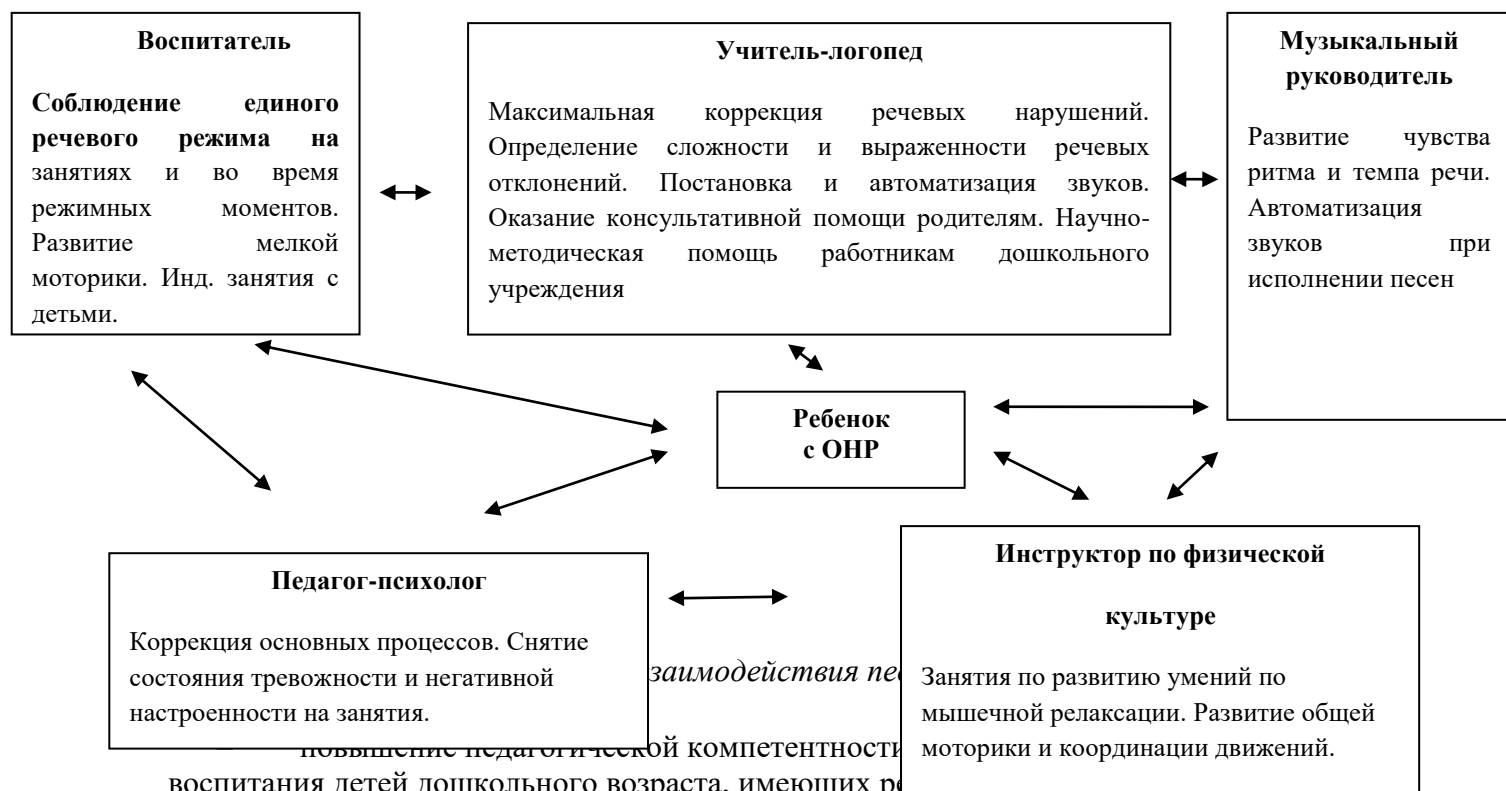 Воспитатель
Соблюдение единого
речевого режима на
занятиях и во время
режимных моментов.
Развитие мелкой
моторики. Инд. занятия с
детьми.
Учитель-логопед
Максимальная коррекция речевых нарушений.
Определение сложности и выраженности речевых
отклонений. Постановка и автоматизация звуков.
Оказание консультативной помощи родителям. Научно-
методическая помощь работникам дошкольного
учреждения
Музыкальный
руководитель
Развитие чувства
ритма и темпа речи.
Автоматизация
звуков при
исполнении песен
Ребенок
с ОНР
Педагог-психолог
Коррекция основных процессов. Снятие
состояния тревожности и негативной
настроенности на занятия.
Инструктор по физической
культуре
Занятия по развитию умений по
мышечной релаксации. Развитие общей
моторики и координации движений.
заимодействия пе
повышение педагогической компетентности
воспитания детей дошкольного возраста, имеющих ре